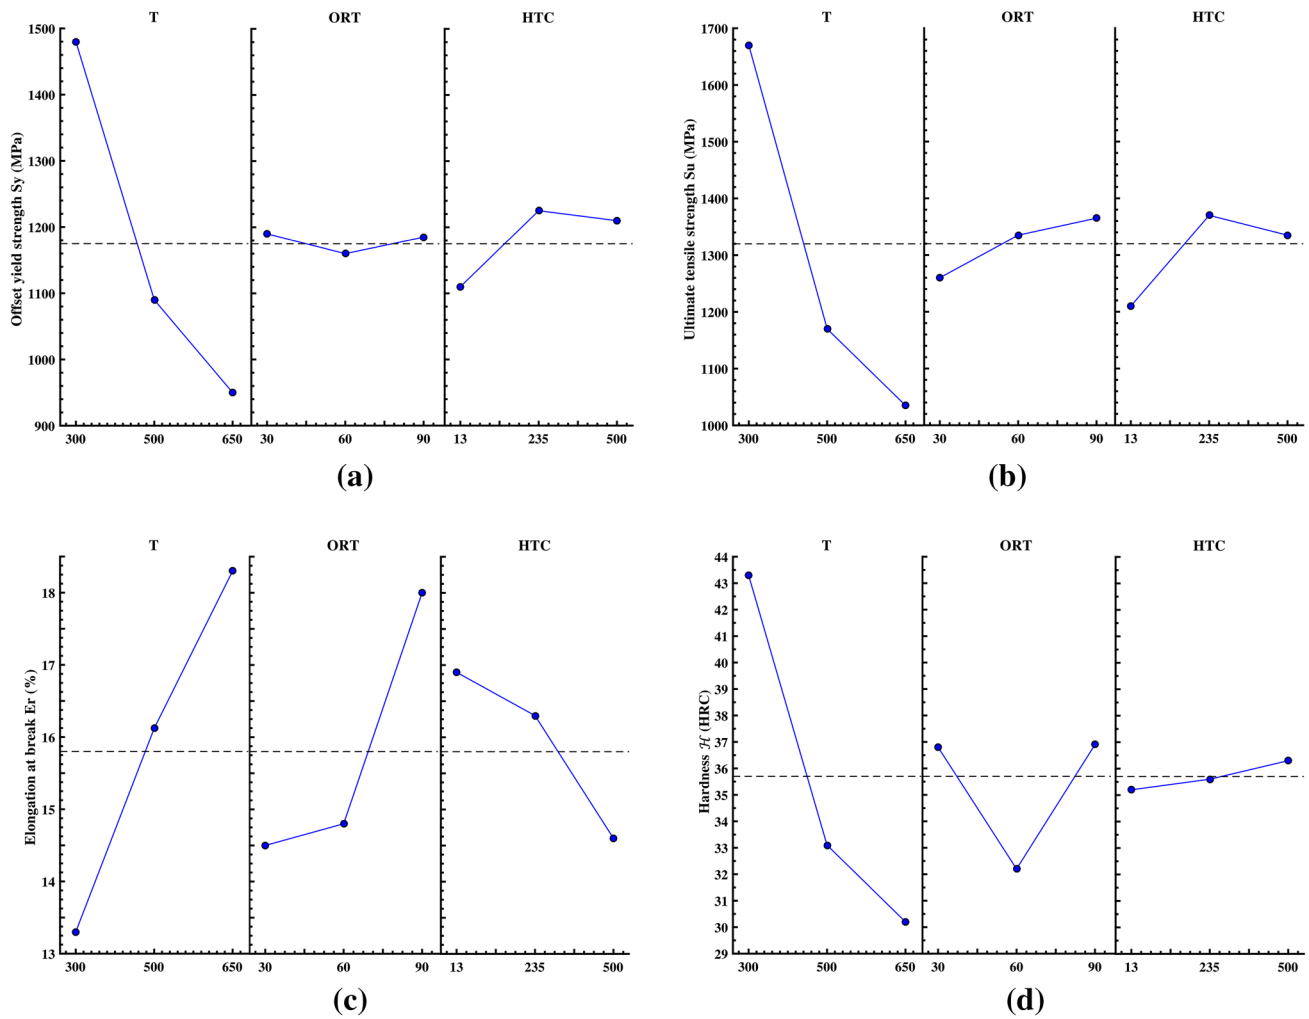 T ORT HTC
Offset yield strength Sy (MPa)
1500
1400
1300
1200
1100
1000
900
300 500 650 30 60 90 13 235 500
(a)
T ORT HTC
Ultimate tensile strength Su (MPa)
1700
1600
1500
1400
1300
1200
1100
1000
300 500 650 30 60 90 13 235 500
(b)
T ORT HTC
Elongation at break Er (%)
18
17
16
15
14
13
300 500 650 30 60 90 13 235 500
(c)
T ORT HTC
Hardness ℋ (HRC)
44
43
42
41
40
39
38
37
36
35
34
33
32
31
30
29
300 500 650 30 60 90 13 235 500
(d)